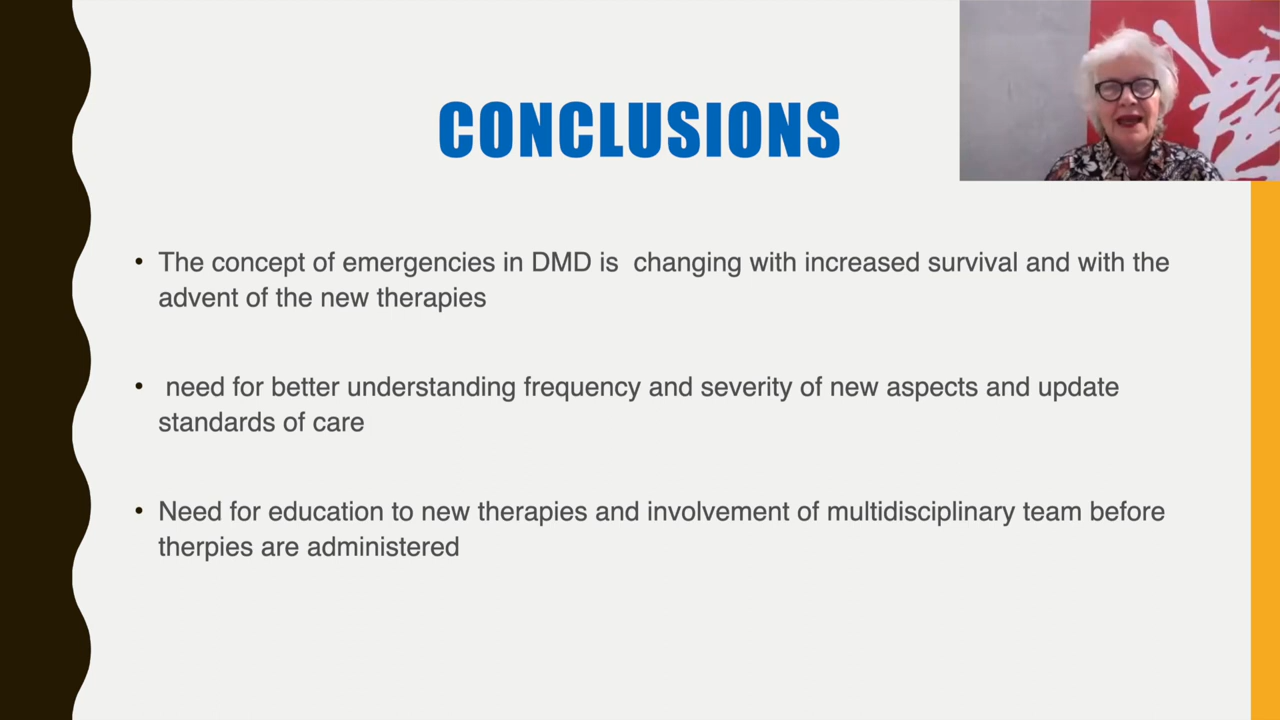 CONCLUSIONS
• The concept of emergencies in DMD is  changing with increased survival and with the
advent of the new therapies
•  need for better understanding frequency and severity of new aspects and update
standards of care
• Need for education to new therapies and involvement of multidisciplinary team before
therpies are administered